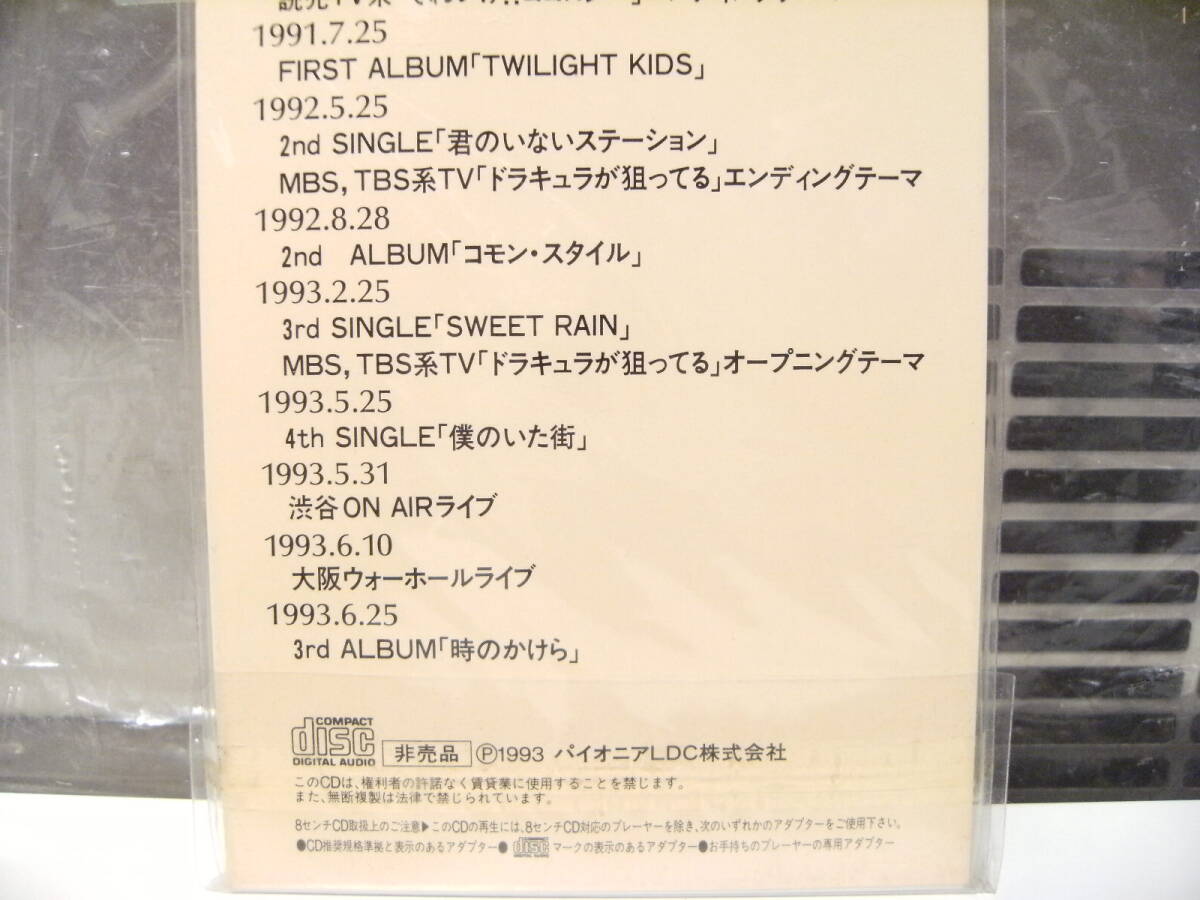 1991.7.25
FIRST ALBUM「TWILIGHT KIDS」
1992.5.25
2nd SINGLE「君のいないステーション」
MBS, TBS系TV「ドラキュラが狙ってる」エンディングテーマ
1992.8.28
2nd　ALBUM「コモン・スタイル」
1993.2.25
3rd SINGLE「SWEET RAIN」
MBS, TBS系TV「ドラキュラが狙ってる」オープニングテーマ
1993.5.25
4th SINGLE「僕のいた街」
1993.5.31
渋谷ON AIRライブ
1993.6.10
大阪ウォーホールライブ
1993.6.25
3rd ALBUM「時のかけら」
COMPACT disc DIGITAL AUDIO 非売品 Ⓟ1993 パイオニアLDC株式会社
このCDは、権利者の許諾なく賃貸業に使用することを禁じます。
また、無断複製は法律で禁じられています。
8センチCD取扱上のご注意▶このCDの再生には、8センチCD対応のプレーヤーを除き、次のいずれかのアダプターをご使用下さい。
●CD推奨規格準拠と表示のあるアダプター●disc DIGITAL AUDIO マークの表示のあるアダプター●お手持ちのプレーヤーの専用アダプター